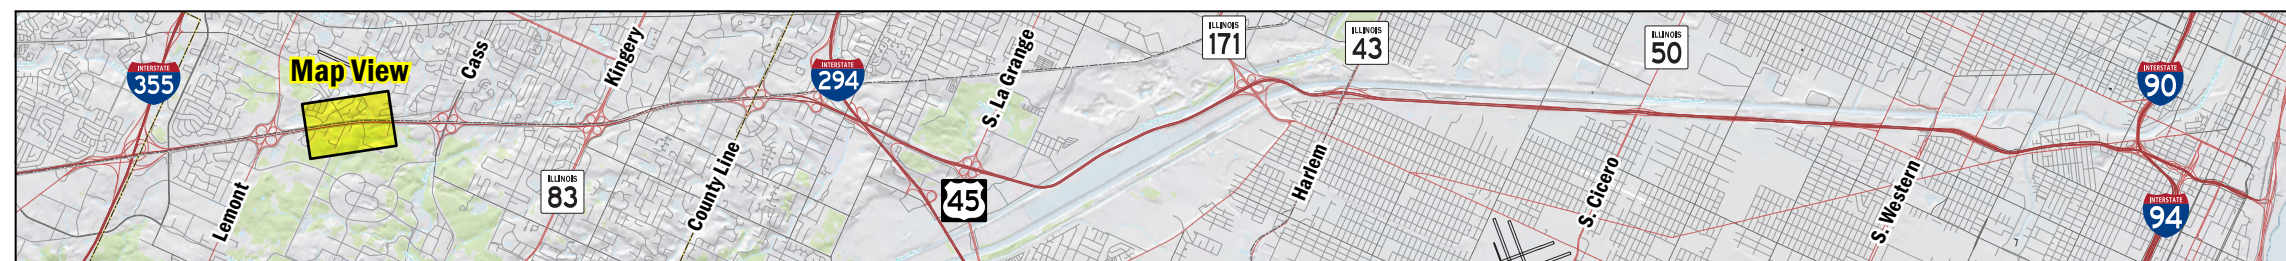 INTERSTATE
355
Map View
Lemont
Cass
ILLINOIS
83
Kingery
County Line
INTERSTATE
294
45
S. La Grange
ILLINOIS
171
Harlem
ILLINOIS
43
S. Cicero
ILLINOIS
50
S. Western
INTERSTATE
90
INTERSTATE
94